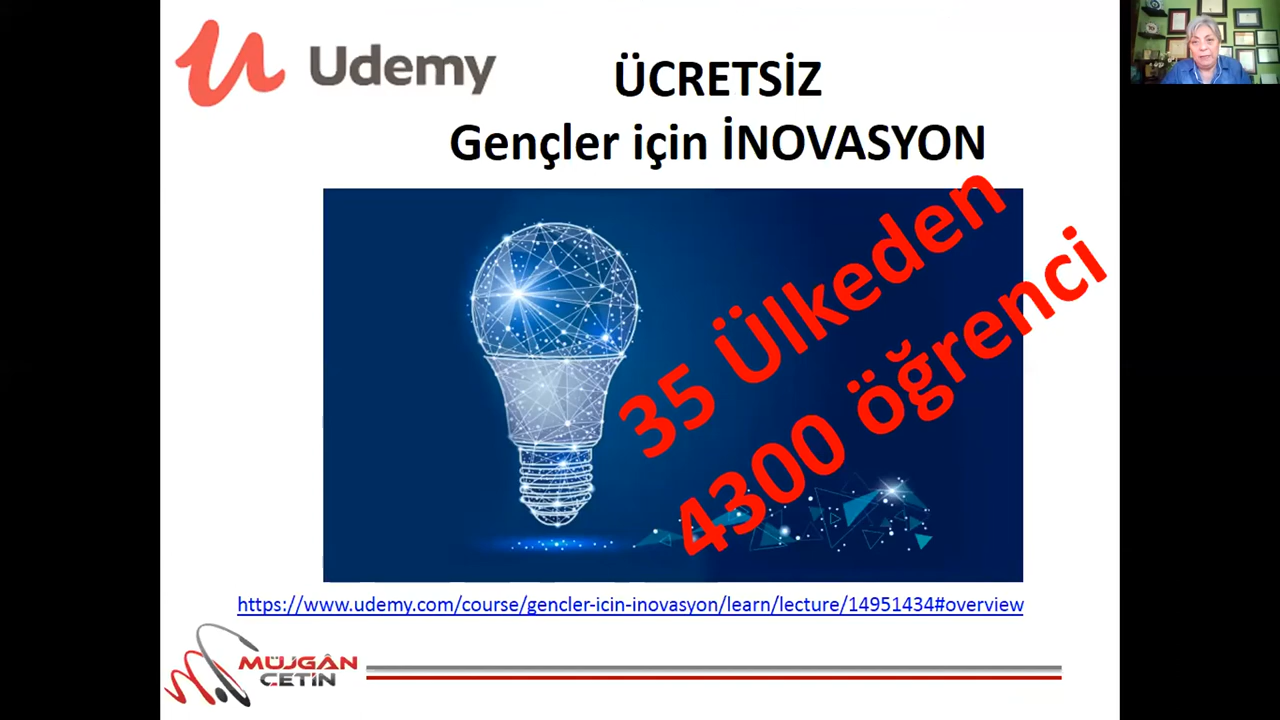 Udemy
ÜCRETSİZ
Gençler için İNOVASYON
35 Ülkeden
4300 öğrenci
https://www.udemy.com/course/gencler-icin-inovasyon/learn/lecture/14951434#overview
MÜJGÂN
ÇETİN